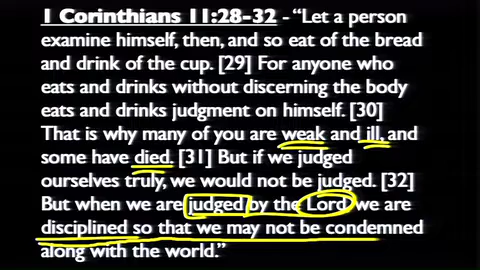 1 Corinthians 11:28-32 - “Let a person
examine himself, then, and so eat of the bread
and drink of the cup. [29] For anyone who
eats and drinks without discerning the body
eats and drinks judgment on himself. [30]
That is why many of you are weak and ill, and
some have died. [31] But if we judged
ourselves truly, we would not be judged. [32]
But when we are judged by the Lord we are
disciplined so that we may not be condemned
along with the world.”